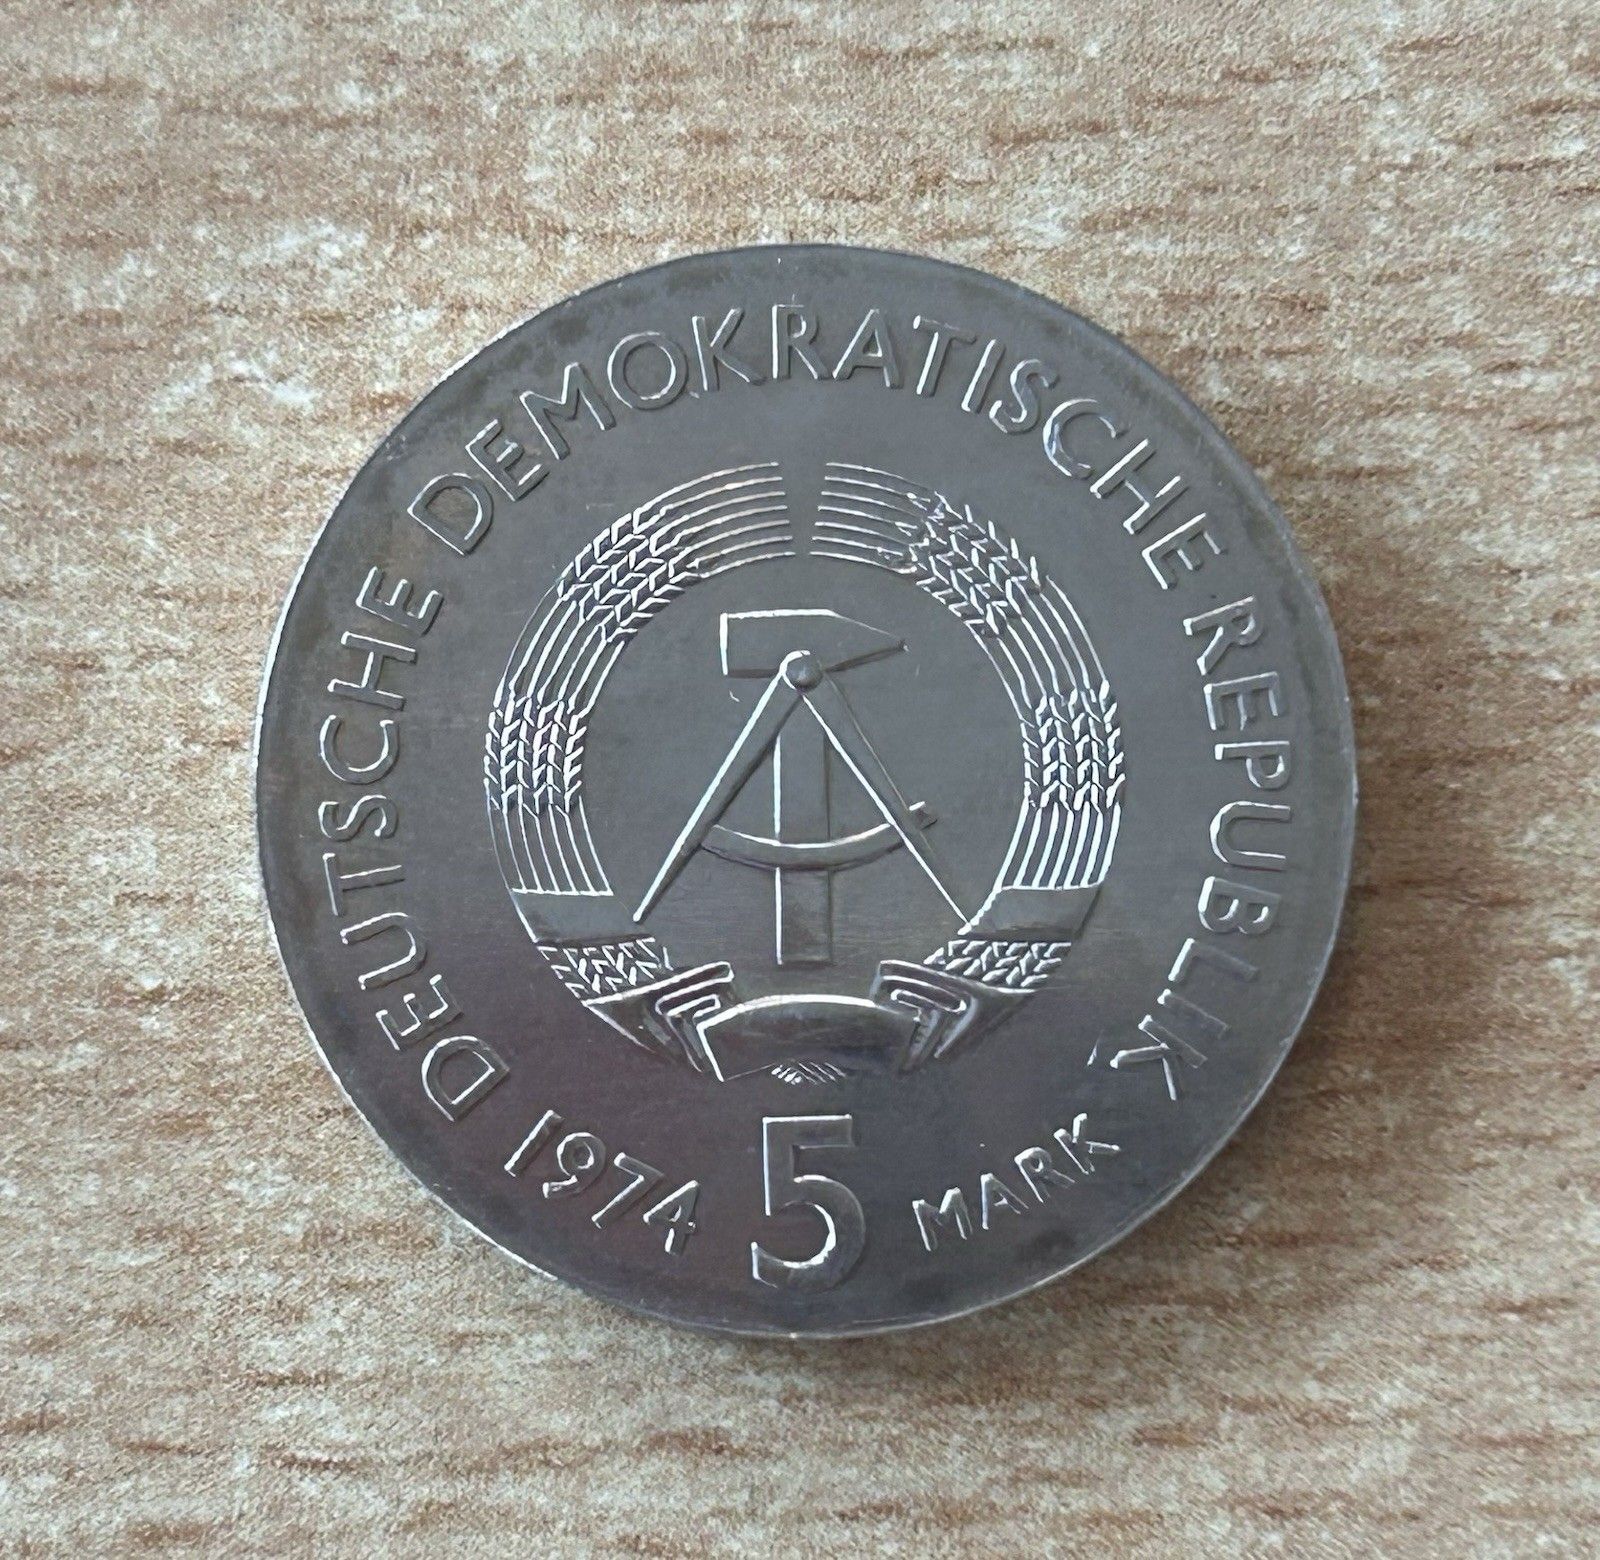 DEUTSCHE DEMOKRATISCHE REPUBLIK
1974 5 MARK